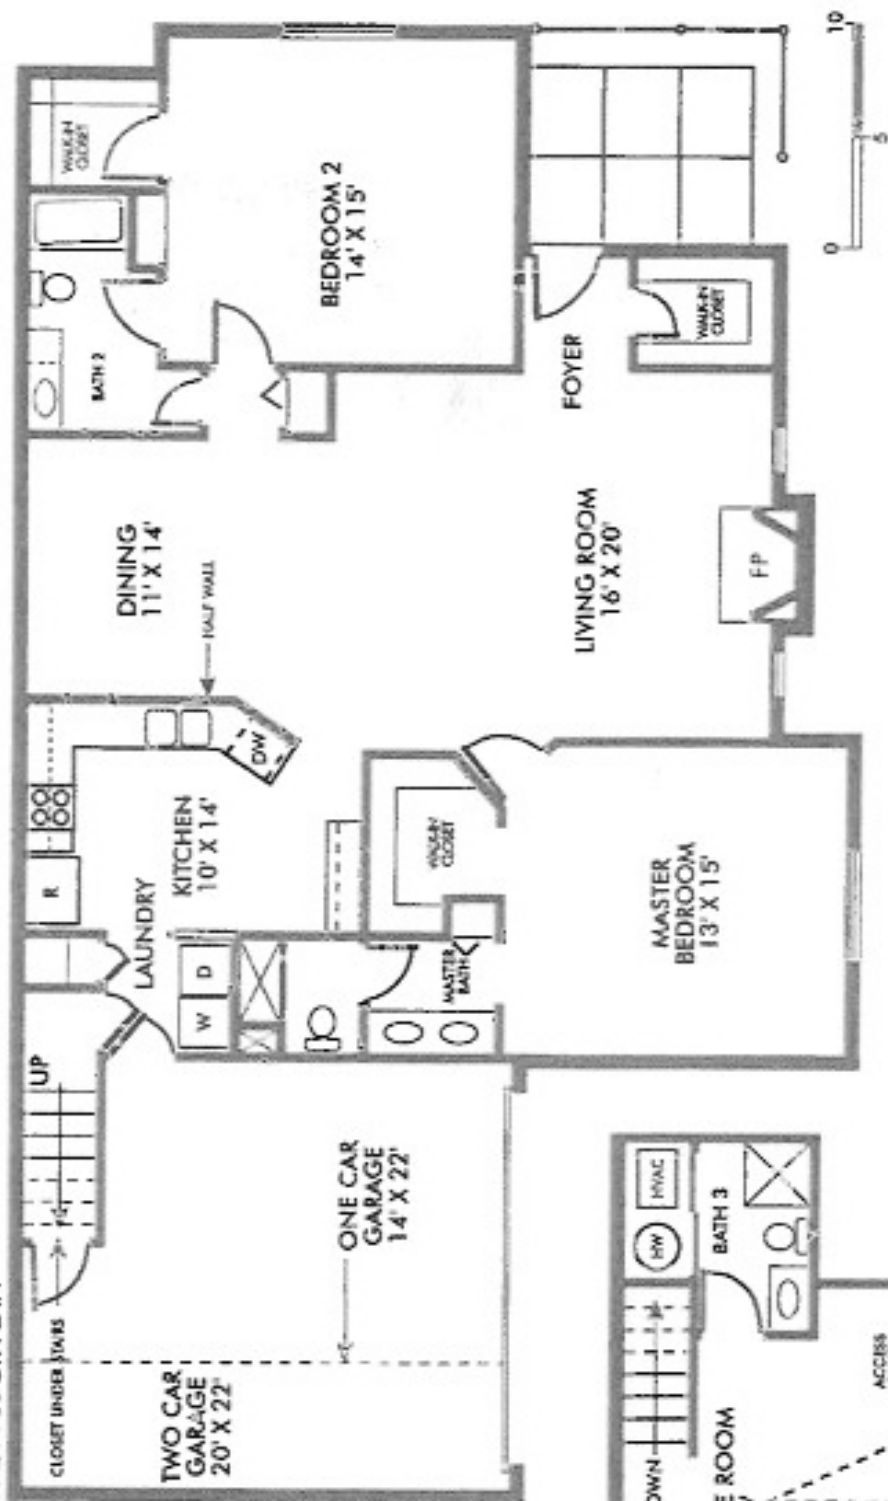 WALK-IN
CLOSET
BEDROOM 2
14' X 15'
BATH 2
10
5
0
WALK-IN
CLOSET
FOYER
DINING
11' X 14'
HALF WALL
LIVING ROOM
16' X 20'
FP
DW
R
KITCHEN
10' X 14'
LAUNDRY
D
W
WALK-IN
CLOSET
MASTER
BATH
MASTER
BEDROOM
13' X 15'
UP
CLOSET UNDER STAIRS
ONE CAR
GARAGE
14' X 22'
TWO CAR
GARAGE
20' X 22'
HVAC
HW
BATH 3
OWN
E ROOM
ACCESS